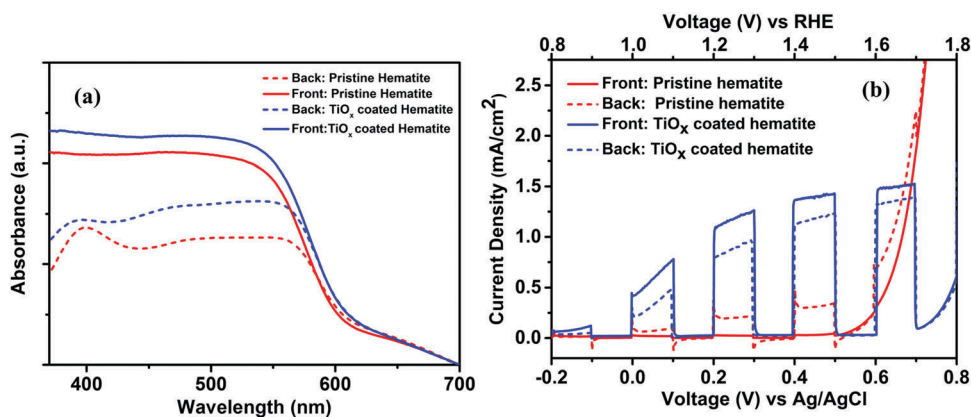 (a)
Back: Pristine Hematite
Front: Pristine Hematite
Back: TiOx coated Hematite
Front:TiOx coated Hematite
Absorbance (a.u.)
400 500 600 700
Wavelength (nm)
Voltage (V) vs RHE
0.8 1.0 1.2 1.4 1.6 1.8
(b)
Front: Pristine hematite
Back: Pristine hematite
Front: TiOx coated hematite
Back: TiOx coated hematite
Current Density (mA/cm2)
2.5
2.0
1.5
1.0
0.5
0.0
-0.2 0.0 0.2 0.4 0.6 0.8
Voltage (V) vs Ag/AgCl